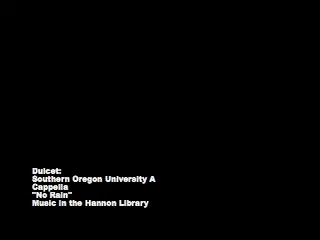 Dulcet:
Southern Oregon University A
Cappella
"No Rain"
Music in the Hannon Library